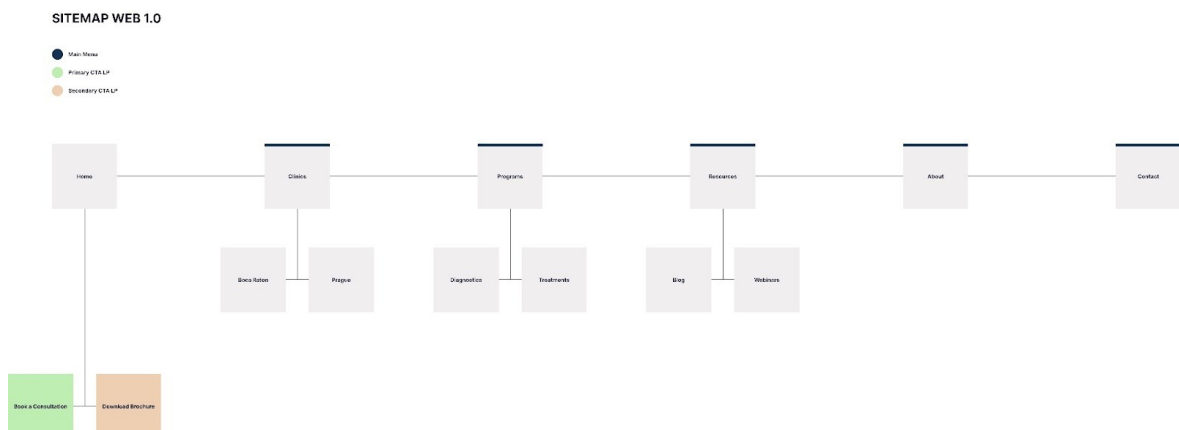 SITEMAP WEB 1.0
Main Menu
Primary CTA LP
Secondary CTA LP
Home
Clinics
Programs
Resources
About
Contact
Boca Raton
Prague
Diagnostics
Treatments
Blog
Webinars
Book a Consultation
Download Brochure